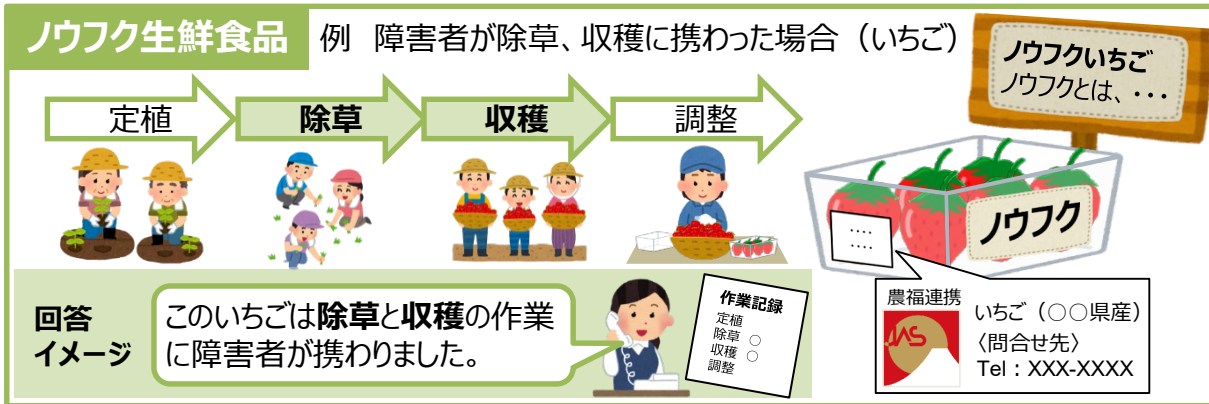 ノウフク生鮮食品
例 障害者が除草、収穫に携わった場合（いちご）
定植
除草
収穫
調整
ノウフクいちご
ノウフクとは、・・・
ノウフク
・・・・
・・・・
回答
イメージ
このいちごは除草と収穫の作業
に障害者が携わりました。
作業記録
定植
除草 ○
収穫 ○
調整
農福連携
JAS
いちご（○○県産）
〈問合せ先〉
Tel：XXX-XXXX